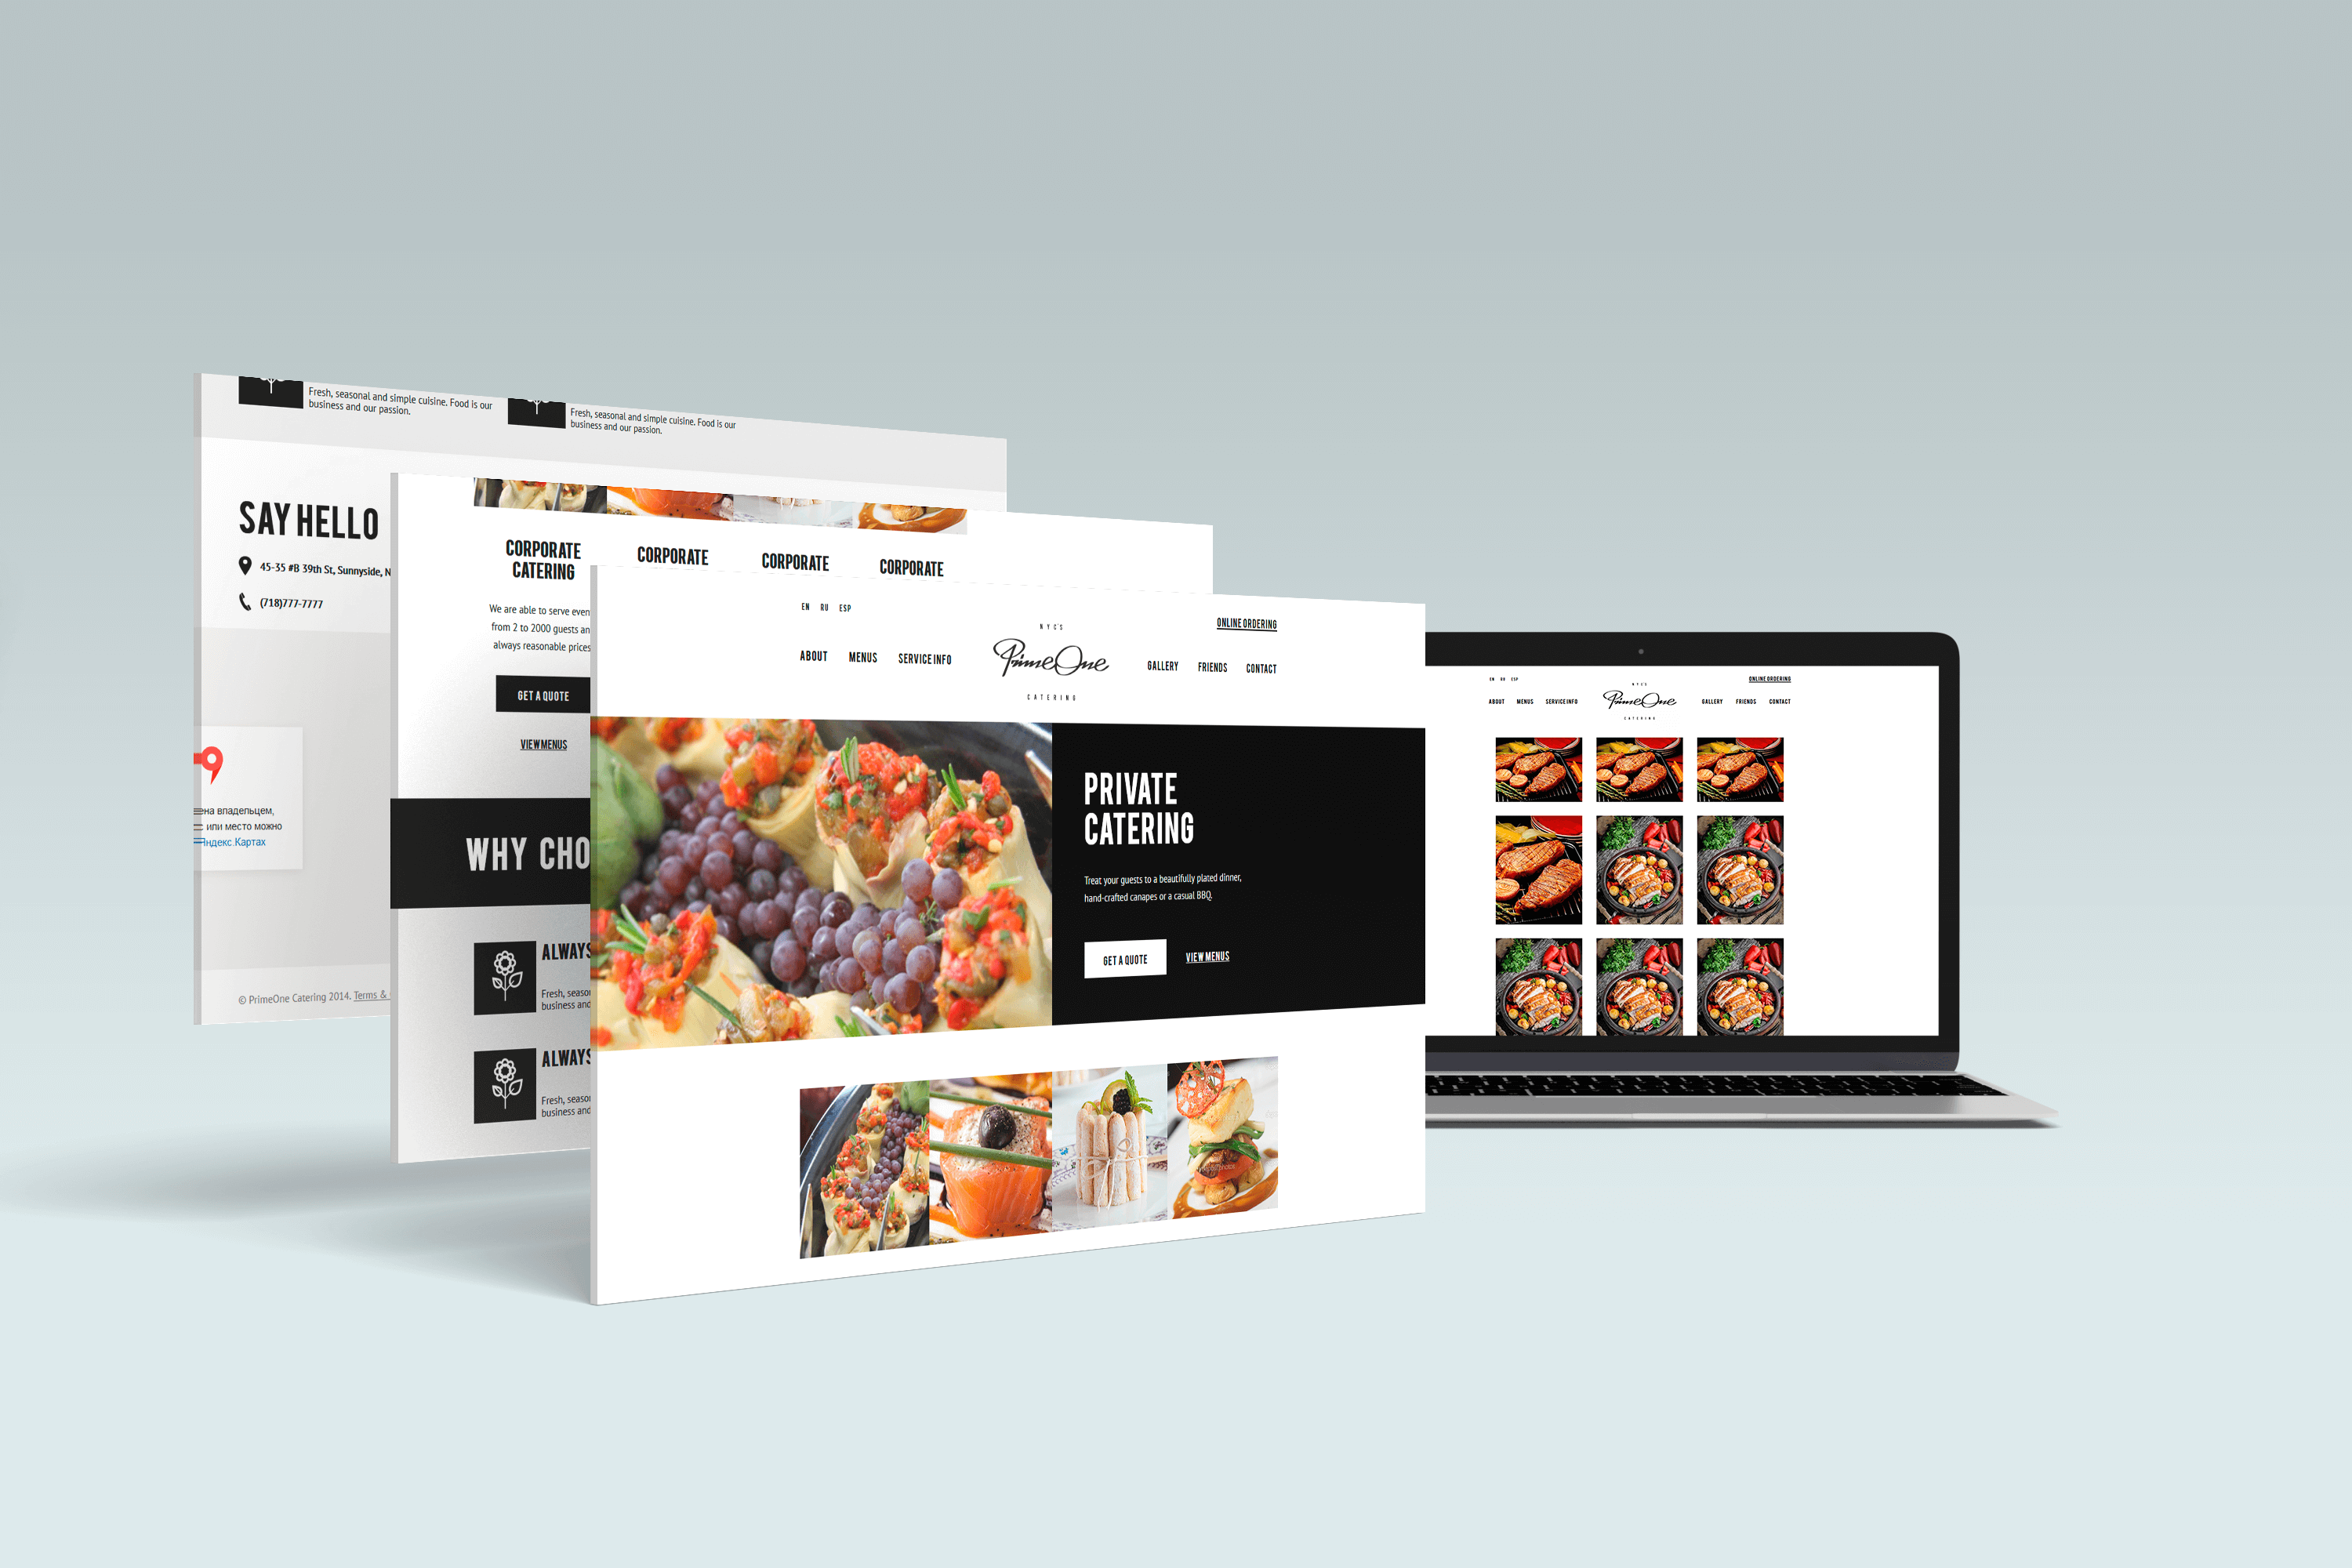 Fresh, seasonal and simple cuisine. Food is our
business and our passion.
Fresh, seasonal and simple cuisine. Food is our
business and our passion.
SAY HELLO
45-35 #B 39th St, Sunnyside, N
(718)777-7777
на владельцем,
или место можно
ндекс.Картах
© PrimeOne Catering 2014. Terms &
CORPORATE
CATERING
CORPORATE
CORPORATE
CORPORATE
We are able to serve even
from 2 to 2000 guests an
always reasonable prices
GET A QUOTE
VIEW MENUS
WHY CHO
ALWAYS
Fresh, seaso
business and
ALWAYS
Fresh, seaso
business and
EN RU ESP
ONLINE ORDERING
ABOUT MENUS SERVICE INFO
NYC'S
PrimeOne
CATERING
GALLERY FRIENDS CONTACT
PRIVATE
CATERING
Treat your guests to a beautifully plated dinner,
hand-crafted canapes or a casual BBQ.
GET A QUOTE VIEW MENUS
EN RU ESP
ONLINE ORDERING
ABOUT MENUS SERVICE INFO
NYC'S
PrimeOne
CATERING
GALLERY FRIENDS CONTACT